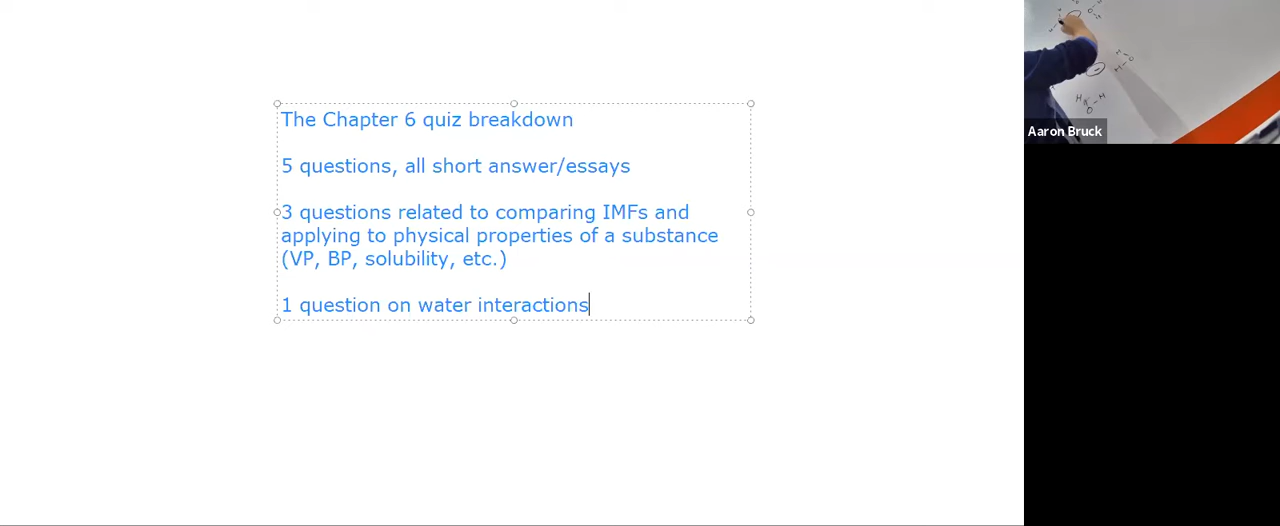 The Chapter 6 quiz breakdown
5 questions, all short answer/essays
3 questions related to comparing IMFs and
applying to physical properties of a substance
(VP, BP, solubility, etc.)
1 question on water interactions
Aaron Bruck